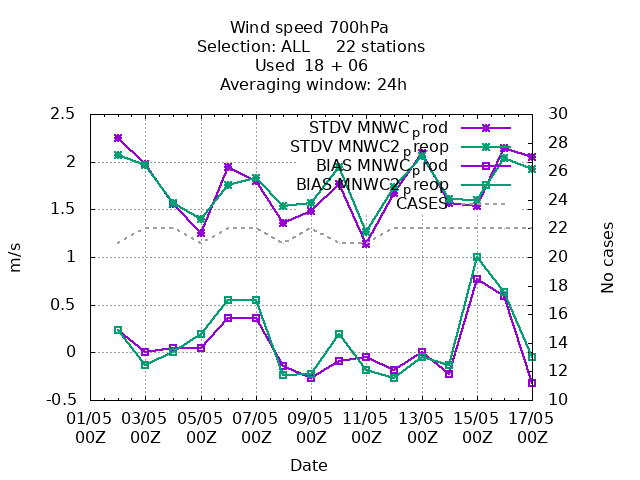 Wind speed 700hPa
Selection: ALL     22 stations
Used  18 + 06
Averaging window: 24h
2.5
2
1.5
1
0.5
0
-0.5
m/s
30
28
26
24
22
20
18
16
14
12
10
No cases
STDV MNWC_prod
STDV MNWC2_preop
BIAS MNWC_prod
BIAS MNWC2_preop
CASES
01/05 03/05 05/05 07/05 09/05 11/05 13/05 15/05 17/05
00Z 00Z 00Z 00Z 00Z 00Z 00Z 00Z 00Z
Date